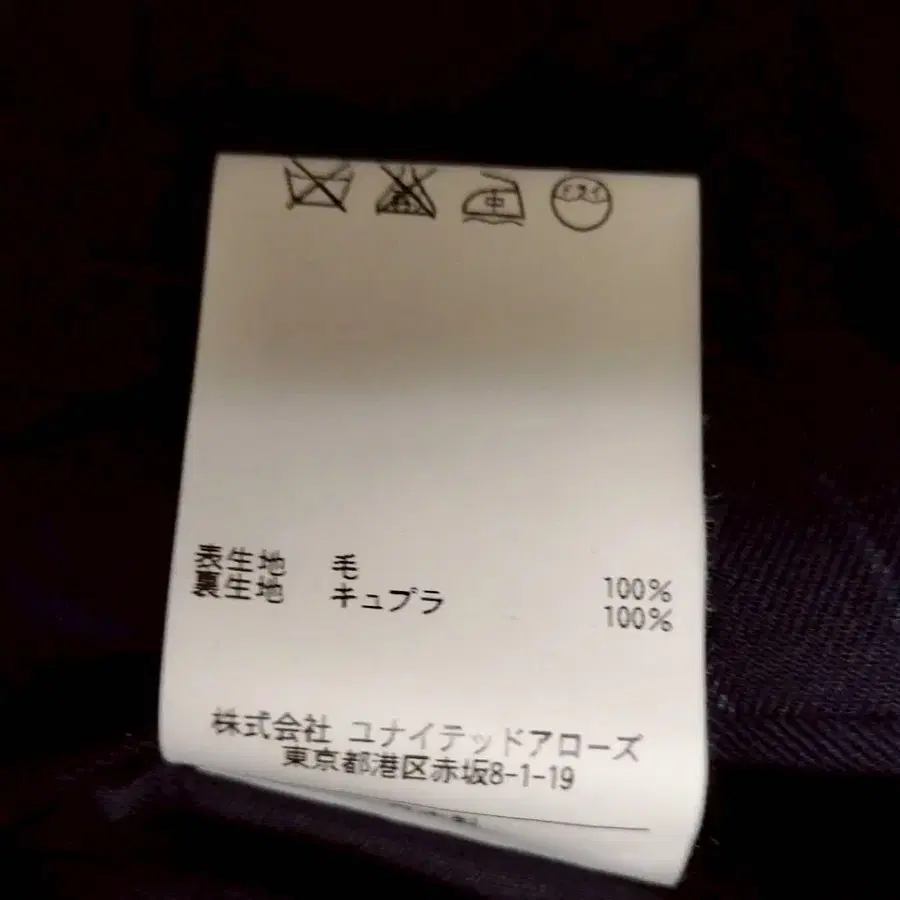 中 ドライ
表生地 毛 100%
裏生地 キュプラ 100%
株式会社 ユナイテッドアローズ
東京都港区赤坂8-1-19